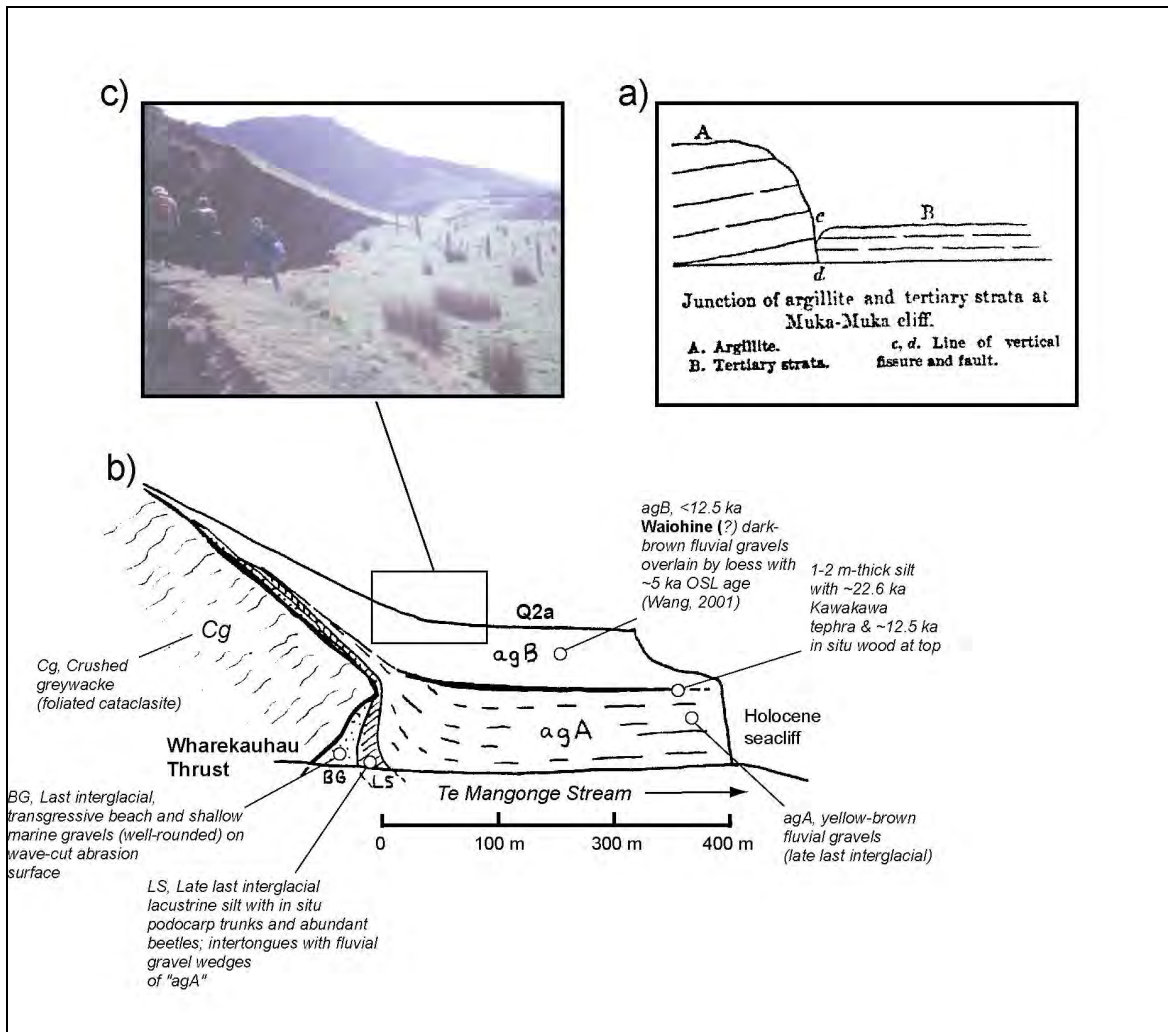 c)
a)
A
c
B
d
Junction of argillite and tertiary strata at
Muka-Muka cliff.
A. Argillite.
B. Tertiary strata.
c, d. Line of vertical
fissure and fault.
b)
agB, <12.5 ka
Waiohine (?) dark-
brown fluvial gravels
overlain by loess with
~5 ka OSL age
(Wang, 2001)
1-2 m-thick silt
with ~22.6 ka
Kawakawa
tephra & ~12.5 ka
in situ wood at top
Q2a
agB
Cg
Cg, Crushed
greywacke
(foliated cataclasite)
agA
Holocene
seacliff
Wharekauhau
Thrust
BG
LS
Te Mangonge Stream
BG, Last interglacial,
transgressive beach and shallow
marine gravels (well-rounded) on
wave-cut abrasion
surface
0
100 m
300 m
400 m
agA, yellow-brown
fluvial gravels
(late last interglacial)
LS, Late last interglacial
lacustrine silt with in situ
podocarp trunks and abundant
beetles; intertongues with fluvial
gravel wedges
of "agA"